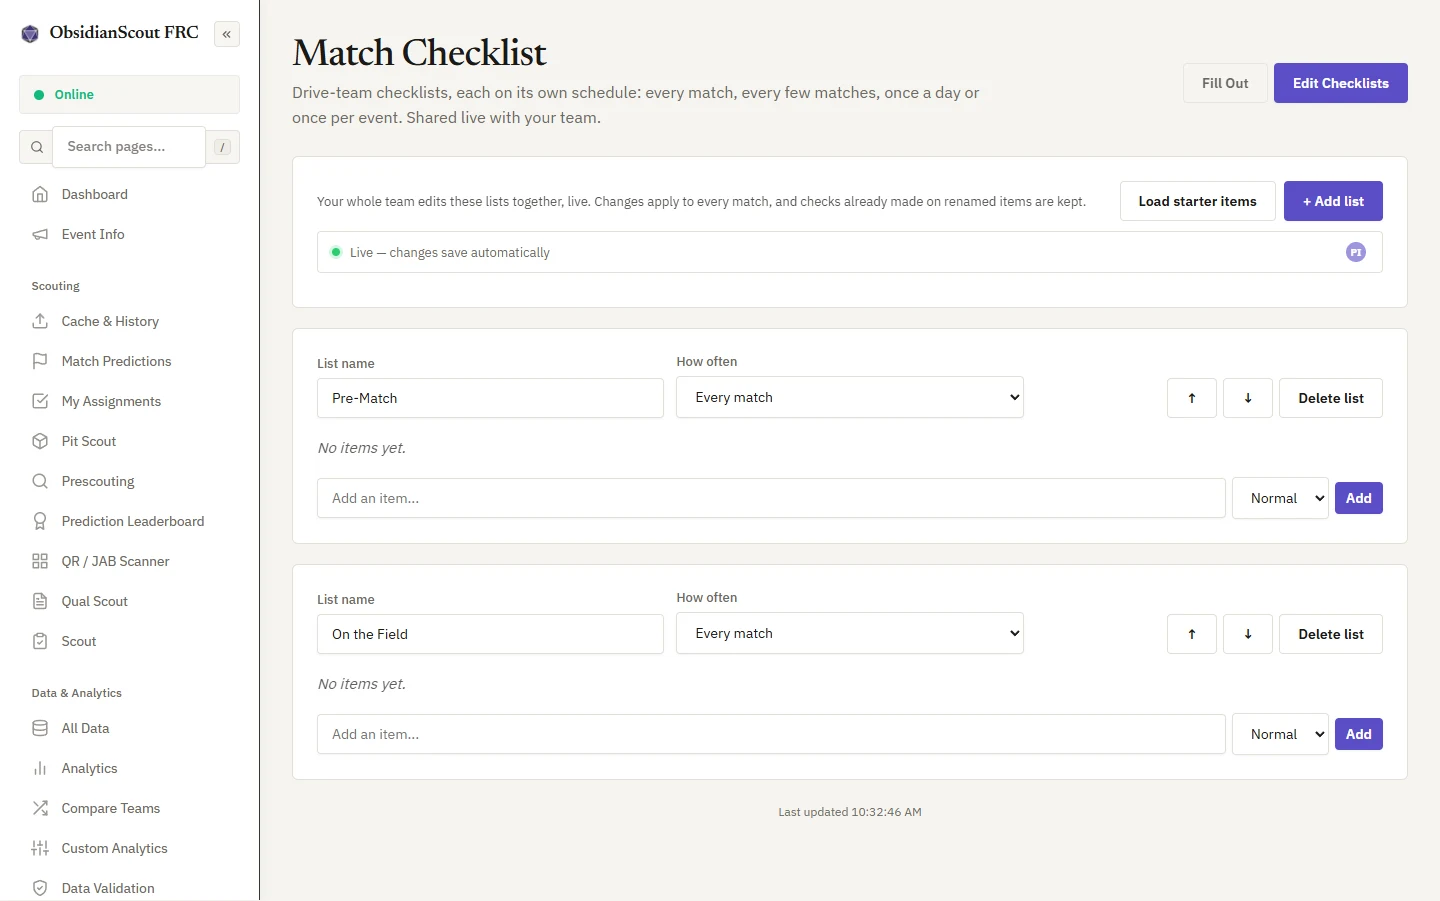 ObsidianScout FRC
«
Online
Search pages...
/
Dashboard
Event Info
Scouting
Cache & History
Match Predictions
My Assignments
Pit Scout
Prescouting
Prediction Leaderboard
QR / JAB Scanner
Qual Scout
Scout
Data & Analytics
All Data
Analytics
Compare Teams
Custom Analytics
Data Validation
Match Checklist
Drive-team checklists, each on its own schedule: every match, every few matches, once a day or
once per event. Shared live with your team.
Fill Out
Edit Checklists
Your whole team edits these lists together, live. Changes apply to every match, and checks already made on renamed items are kept.
Load starter items
+ Add list
Live — changes save automatically
PI
List name
How often
Pre-Match
Every match
↑
↓
Delete list
No items yet.
Add an item...
Normal
Add
List name
How often
On the Field
Every match
↑
↓
Delete list
No items yet.
Add an item...
Normal
Add
Last updated 10:32:46 AM